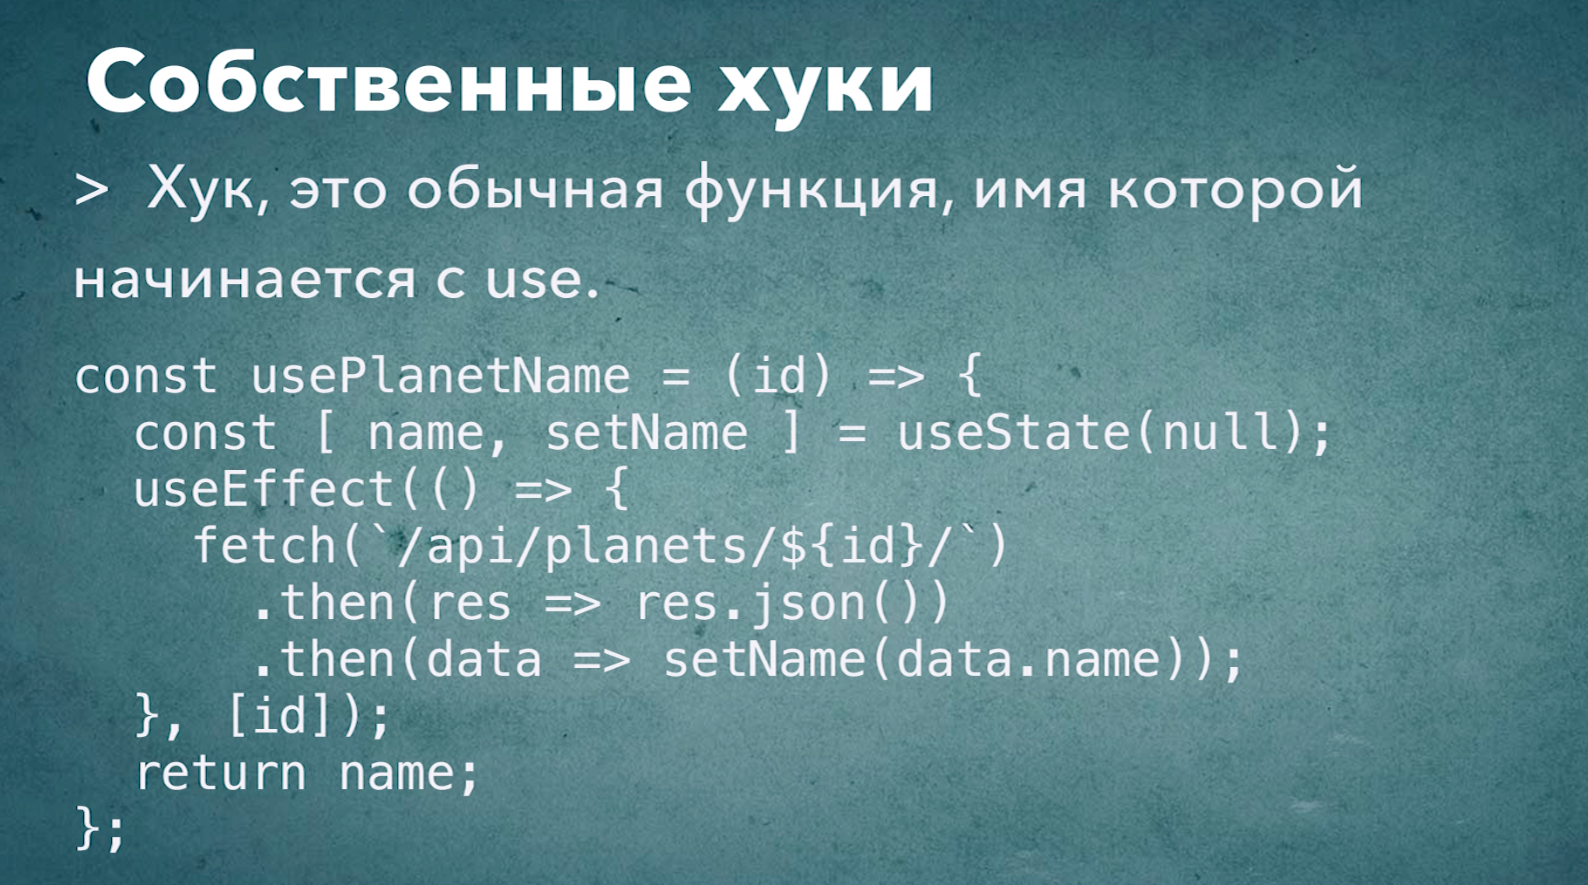 Собственные хуки
> Хук, это обычная функция, имя которой
начинается с use.
const usePlanetName = (id) => {
  const [ name, setName ] = useState(null);
  useEffect(() => {
    fetch(`/api/planets/${id}/`)
      .then(res => res.json())
      .then(data => setName(data.name));
  }, [id]);
  return name;
};